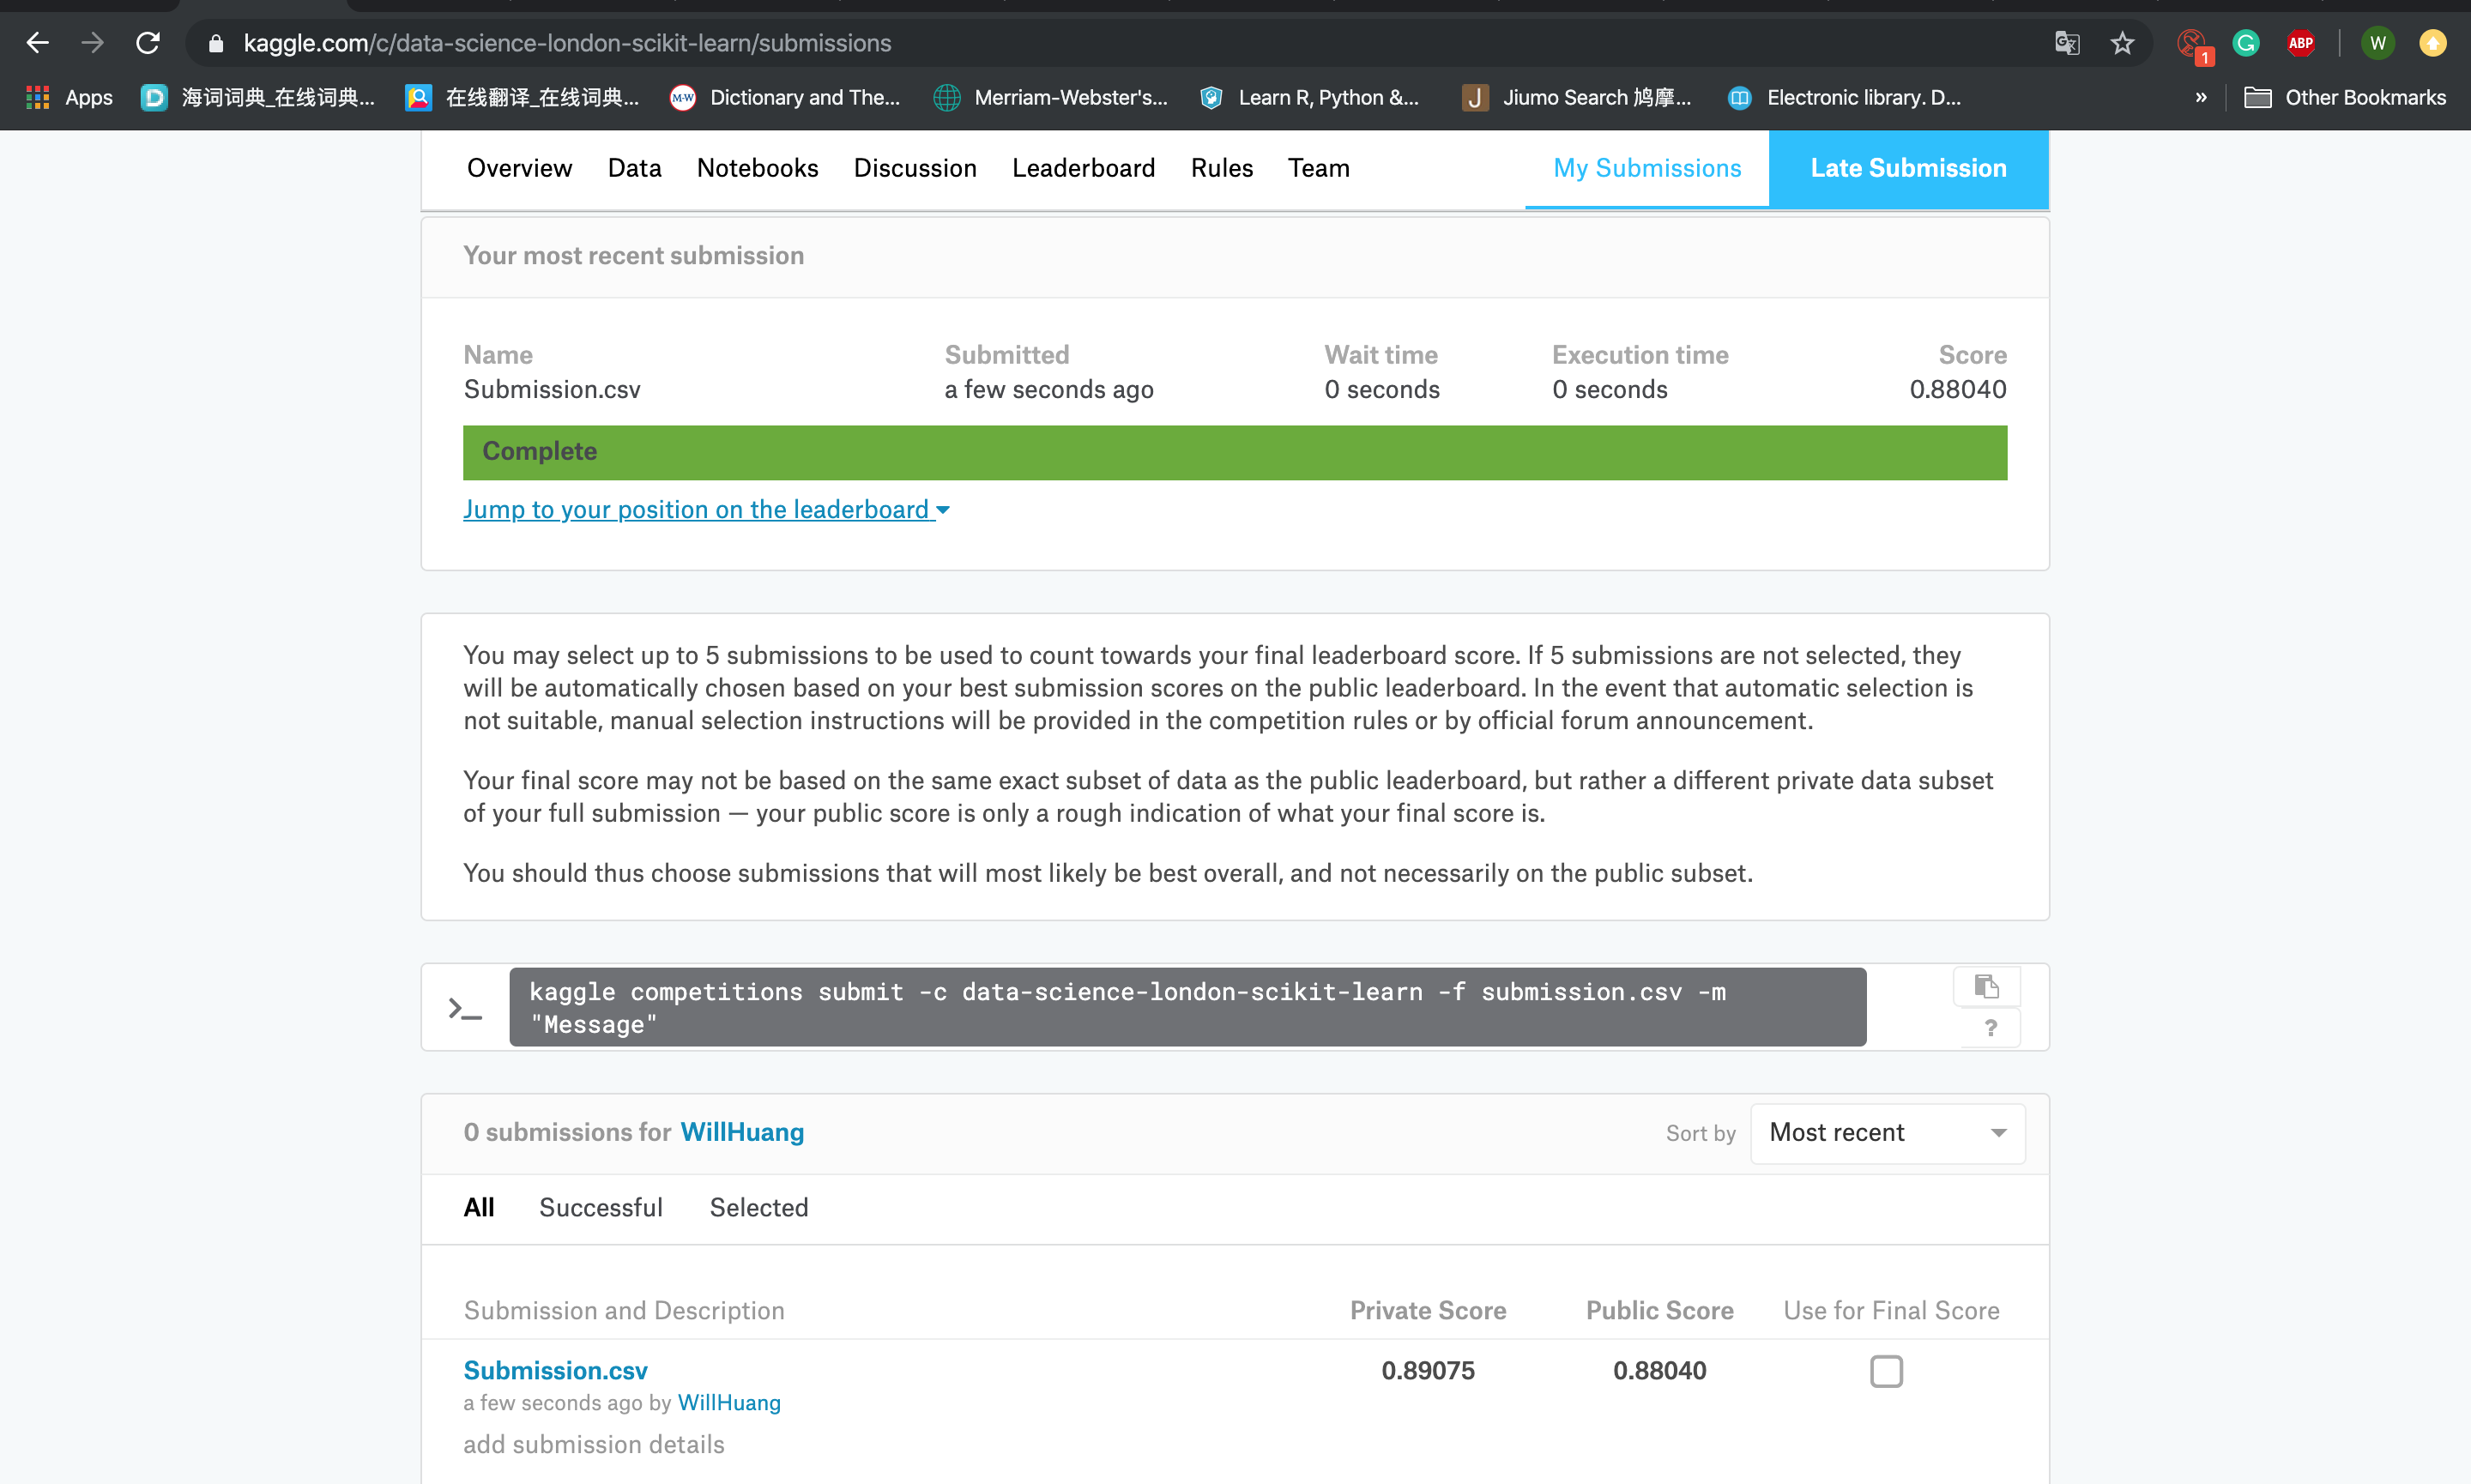 kaggle.com/c/data-science-london-scikit-learn/submissions
1
G
ABP
W
Apps
D
海词词典_在线词典...
在线翻译_在线词典...
M-W
Dictionary and The...
Merriam-Webster's...
Learn R, Python &...
J
Jiumo Search 鸠摩...
Electronic library. D...
»
Other Bookmarks
Overview Data Notebooks Discussion Leaderboard Rules Team My Submissions Late Submission
Your most recent submission
Name Submitted Wait time Execution time Score
Submission.csv a few seconds ago 0 seconds 0 seconds 0.88040
Complete
Jump to your position on the leaderboard
You may select up to 5 submissions to be used to count towards your final leaderboard score. If 5 submissions are not selected, they
will be automatically chosen based on your best submission scores on the public leaderboard. In the event that automatic selection is
not suitable, manual selection instructions will be provided in the competition rules or by official forum announcement.
Your final score may not be based on the same exact subset of data as the public leaderboard, but rather a different private data subset
of your full submission — your public score is only a rough indication of what your final score is.
You should thus choose submissions that will most likely be best overall, and not necessarily on the public subset.
>_ kaggle competitions submit -c data-science-london-scikit-learn -f submission.csv -m
"Message"
?
0 submissions for WillHuang Sort by Most recent
All Successful Selected
Submission and Description Private Score Public Score Use for Final Score
Submission.csv 0.89075 0.88040
a few seconds ago by WillHuang
add submission details